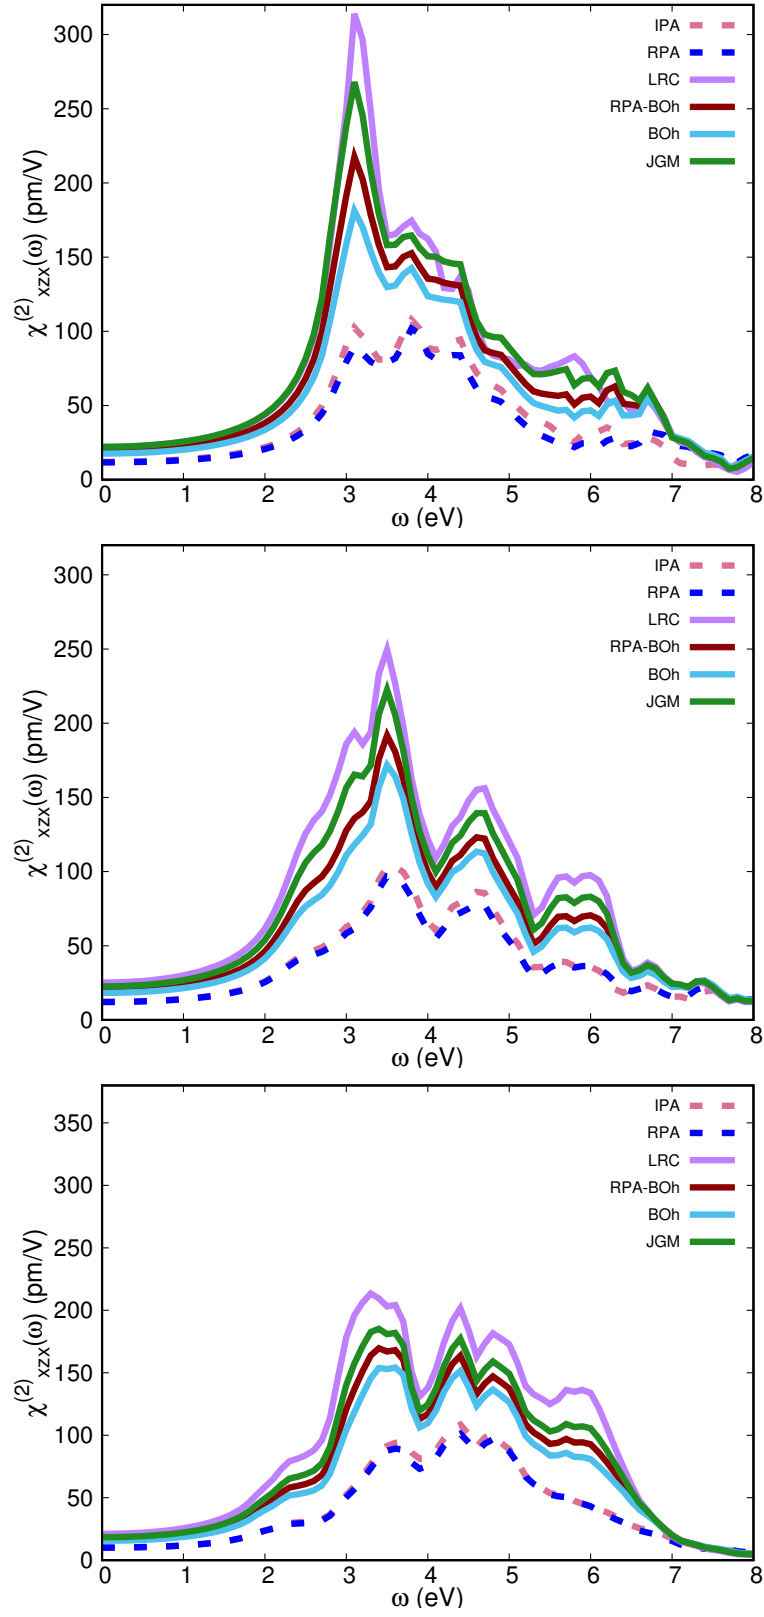 300
250
200
150
100
50
0
χ(2)xzx(ω) (pm/V)
IPA
RPA
LRC
RPA-BOh
BOh
JGM
0 1 2 3 4 5 6 7 8
ω (eV)
300
250
200
150
100
50
0
χ(2)xzx(ω) (pm/V)
IPA
RPA
LRC
RPA-BOh
BOh
JGM
0 1 2 3 4 5 6 7 8
ω (eV)
350
300
250
200
150
100
50
0
χ(2)xzx(ω) (pm/V)
IPA
RPA
LRC
RPA-BOh
BOh
JGM
0 1 2 3 4 5 6 7 8
ω (eV)